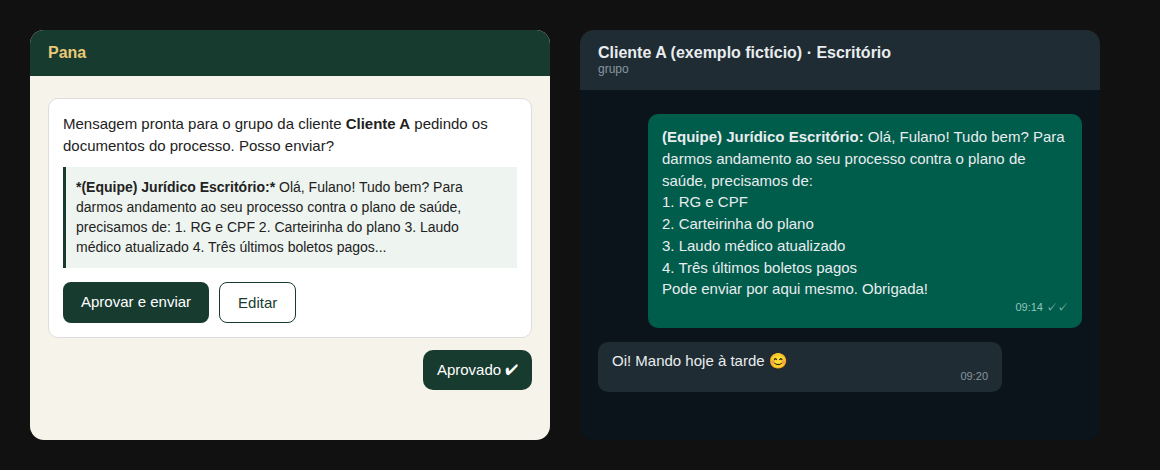 Pana
Mensagem pronta para o grupo da cliente Cliente A pedindo os
documentos do processo. Posso enviar?
*(Equipe) Jurídico Escritório:* Olá, Fulano! Tudo bem? Para
darmos andamento ao seu processo contra o plano de saúde,
precisamos de: 1. RG e CPF 2. Carteirinha do plano 3. Laudo
médico atualizado 4. Três últimos boletos pagos...
Aprovar e enviar
Editar
Aprovado ✔
Cliente A (exemplo fictício) · Escritório
grupo
(Equipe) Jurídico Escritório: Olá, Fulano! Tudo bem? Para
darmos andamento ao seu processo contra o plano de
saúde, precisamos de:
1. RG e CPF
2. Carteirinha do plano
3. Laudo médico atualizado
4. Três últimos boletos pagos
Pode enviar por aqui mesmo. Obrigada!
09:14 ✓✓
Oi! Mando hoje à tarde 😊
09:20